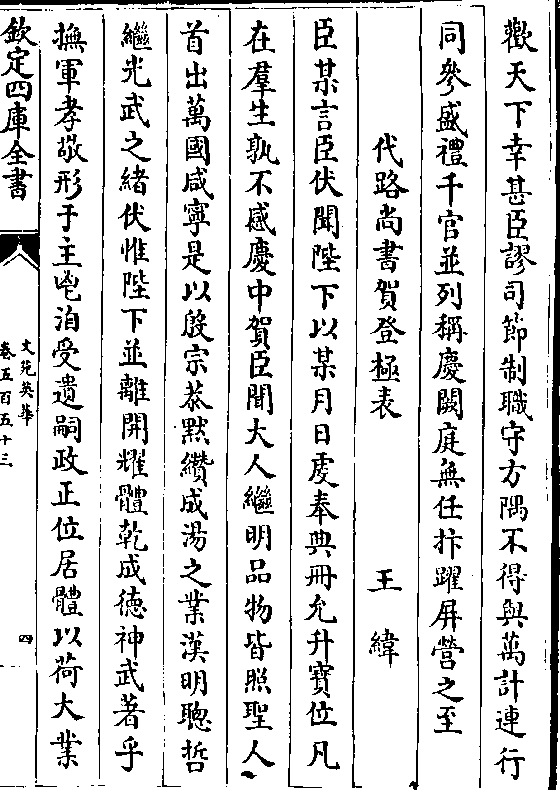 歡天下幸甚臣謬司節制職守方隅不得與萬計連行
同參盛禮千官並列稱慶闕庭無任抃躍屏營之至
代路尚書賀登極表 王緯
臣某言臣伏聞陛下以某月日虔奉典冊允升寶位凡
在羣生孰不感慶中賀臣聞大人繼明品物皆照聖人
首出萬國咸寧是以殷宗恭默纘成湯之業漢明聰哲
繼光武之緒伏惟陛下並離開耀體乾成德神武著乎
撫軍孝敬形于主鬯洎受遺嗣政正位居體以荷大業
欽定四庫全書
文苑英華
卷五百五十三
四